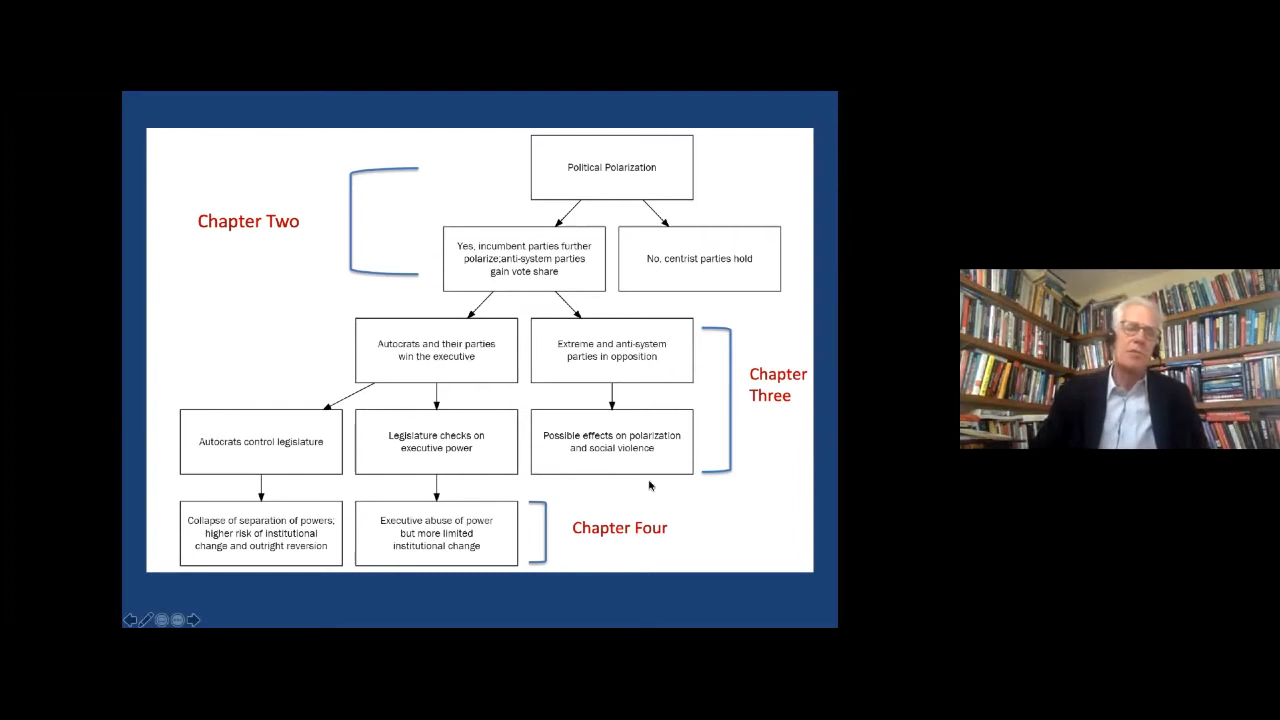 Political Polarization
Chapter Two
Yes, incumbent parties further
polarize;anti-system parties
gain vote share
No, centrist parties hold
Autocrats and their parties
win the executive
Extreme and anti-system
parties in opposition
Chapter
Three
Autocrats control legislature
Legislature checks on
executive power
Possible effects on polarization
and social violence
Collapse of separation of powers;
higher risk of institutional
change and outright reversion
Executive abuse of power
but more limited
institutional change
Chapter Four